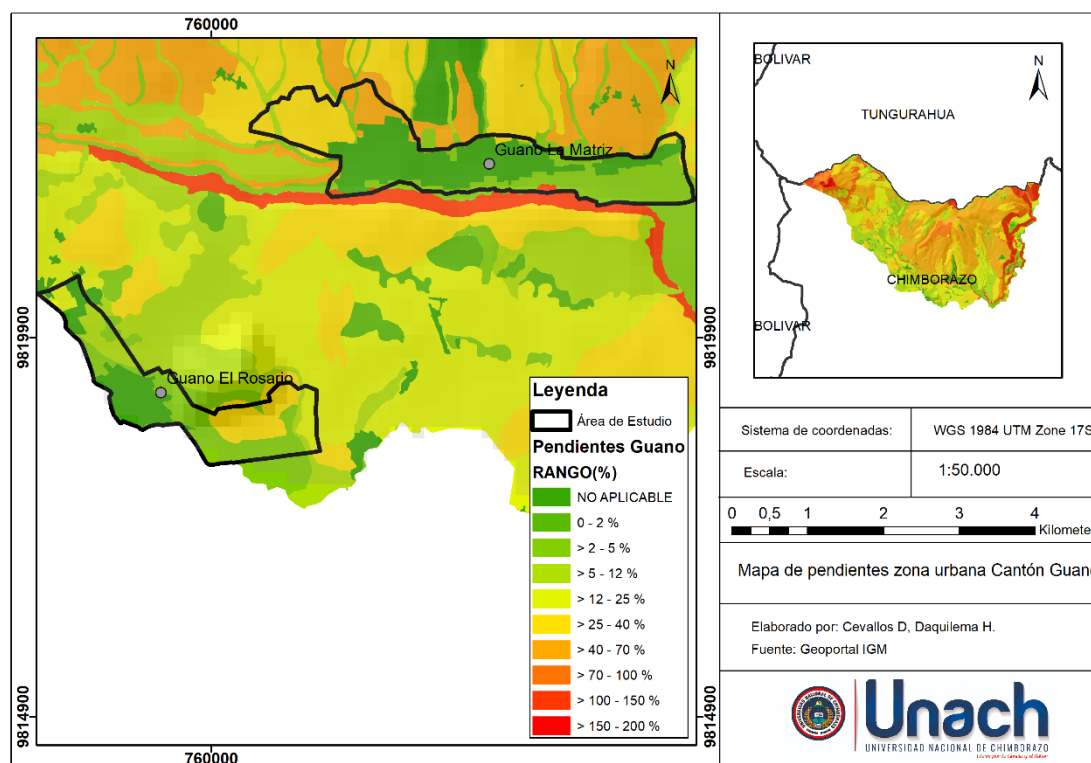 760000
N
Guano La Matriz
9819900
9819900
Guano El Rosario
Leyenda
Área de Estudio
Pendientes Guano
RANGO(%)
NO APLICABLE
0 - 2 %
> 2 - 5 %
> 5 - 12 %
> 12 - 25 %
> 25 - 40 %
> 40 - 70 %
> 70 - 100 %
> 100 - 150 %
> 150 - 200 %
9814900
9814900
760000
BOLIVAR
N
TUNGURAHUA
CHIMBORAZO
BOLIVAR
Sistema de coordenadas: WGS 1984 UTM Zone 17S
Escala: 1:50.000
0 0,5 1 2 3 4
Kilomete
Mapa de pendientes zona urbana Cantón Guano
Elaborado por: Cevallos D, Daquilema H.
Fuente: Geoportal IGM
Unach
UNIVERSIDAD NACIONAL DE CHIMBORAZO